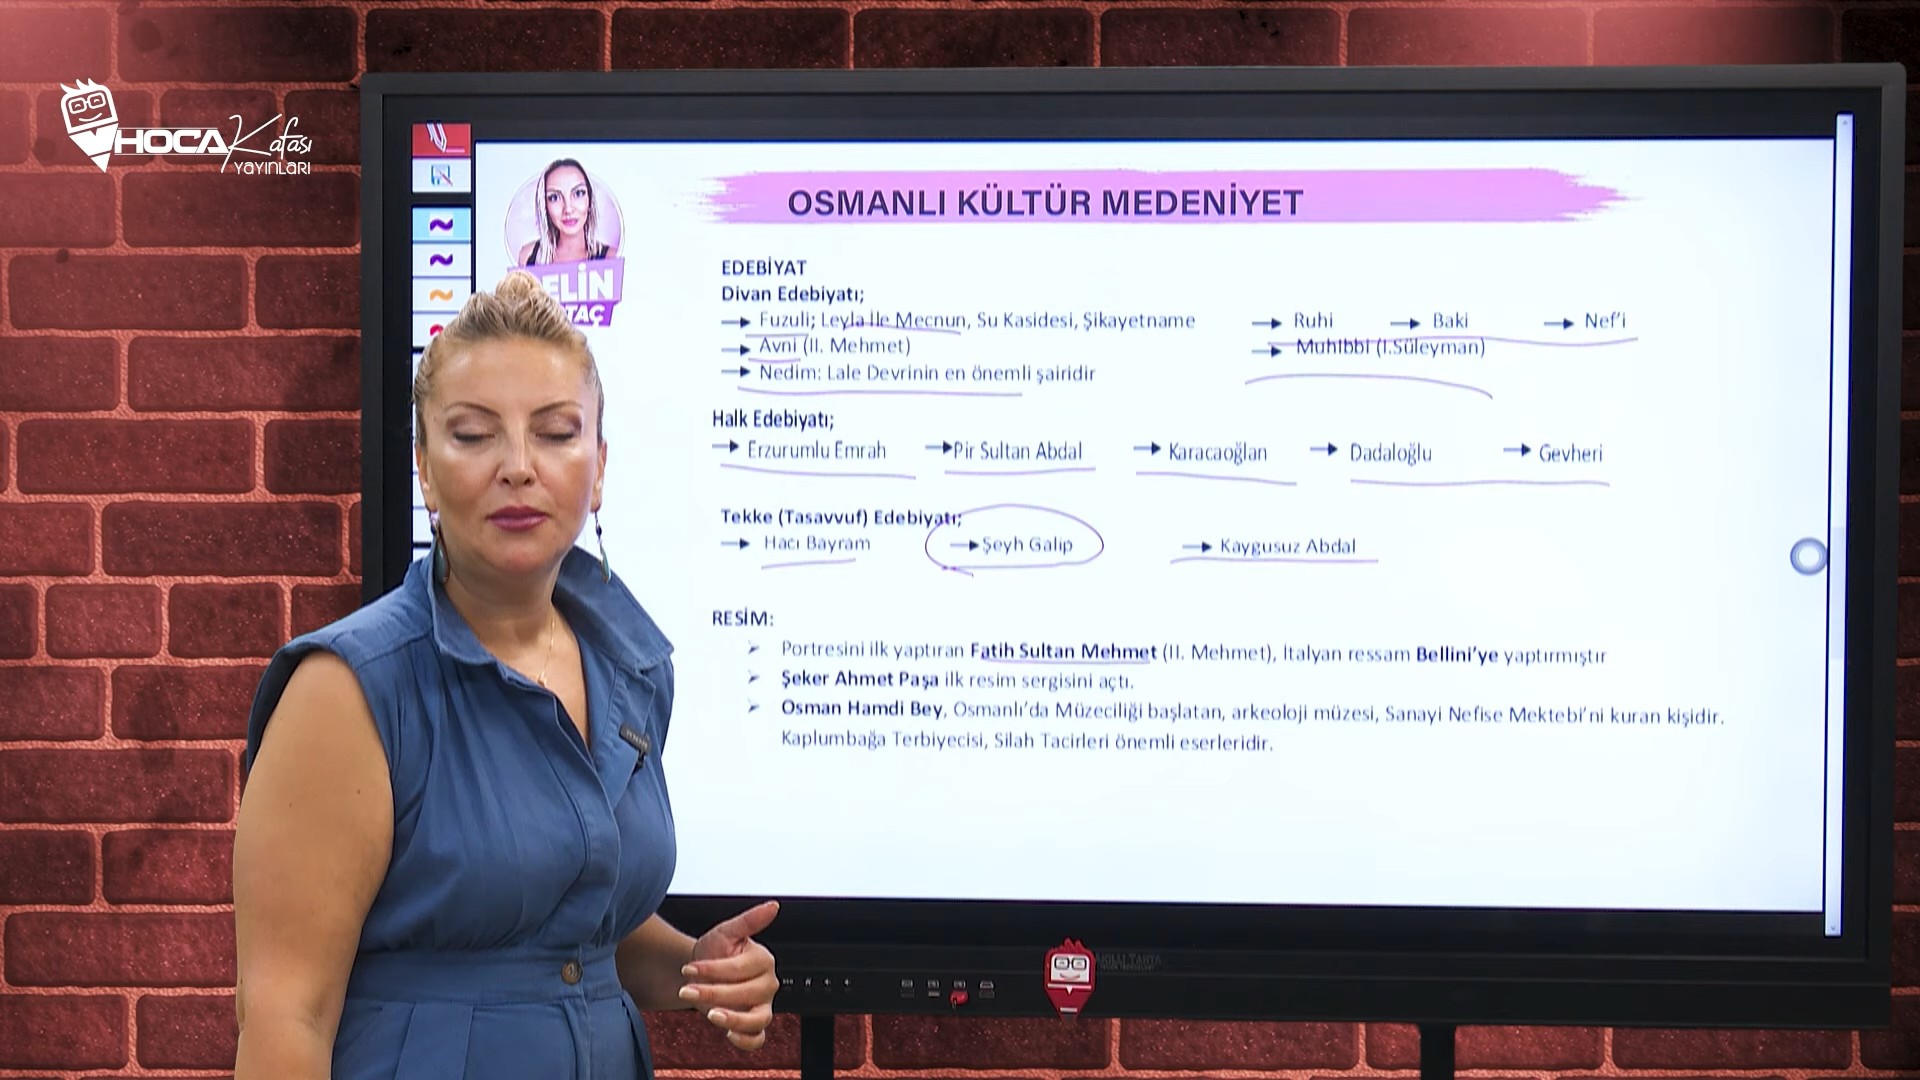 HOCA Kafası
YAYINLARI
ELİN
TAÇ
OSMANLI KÜLTÜR MEDENİYET
EDEBİYAT
Divan Edebiyatı;
Fuzuli; Leyla İle Mecnun, Su Kasidesi, Şikayetname Ruhi Baki Nef'i
Avni (II. Mehmet) Muhibbi (I.Süleyman)
Nedim: Lale Devrinin en önemli şairidir
Halk Edebiyatı;
Erzurumlu Emrah Pir Sultan Abdal Karacaoğlan Dadaloğlu Gevheri
Tekke (Tasavvuf) Edebiyatı;
Hacı Bayram Şeyh Galip Kaygusuz Abdal
RESİM:
Portresini ilk yaptıran Fatih Sultan Mehmet (II. Mehmet), İtalyan ressam Bellini'ye yaptırmıştır
Şeker Ahmet Paşa ilk resim sergisini açtı.
Osman Hamdi Bey, Osmanlı'da Müzeciliği başlatan, arkeoloji müzesi, Sanayi Nefise Mektebi'ni kuran kişidir.
Kaplumbağa Terbiyecisi, Silah Tacirleri önemli eserleridir.